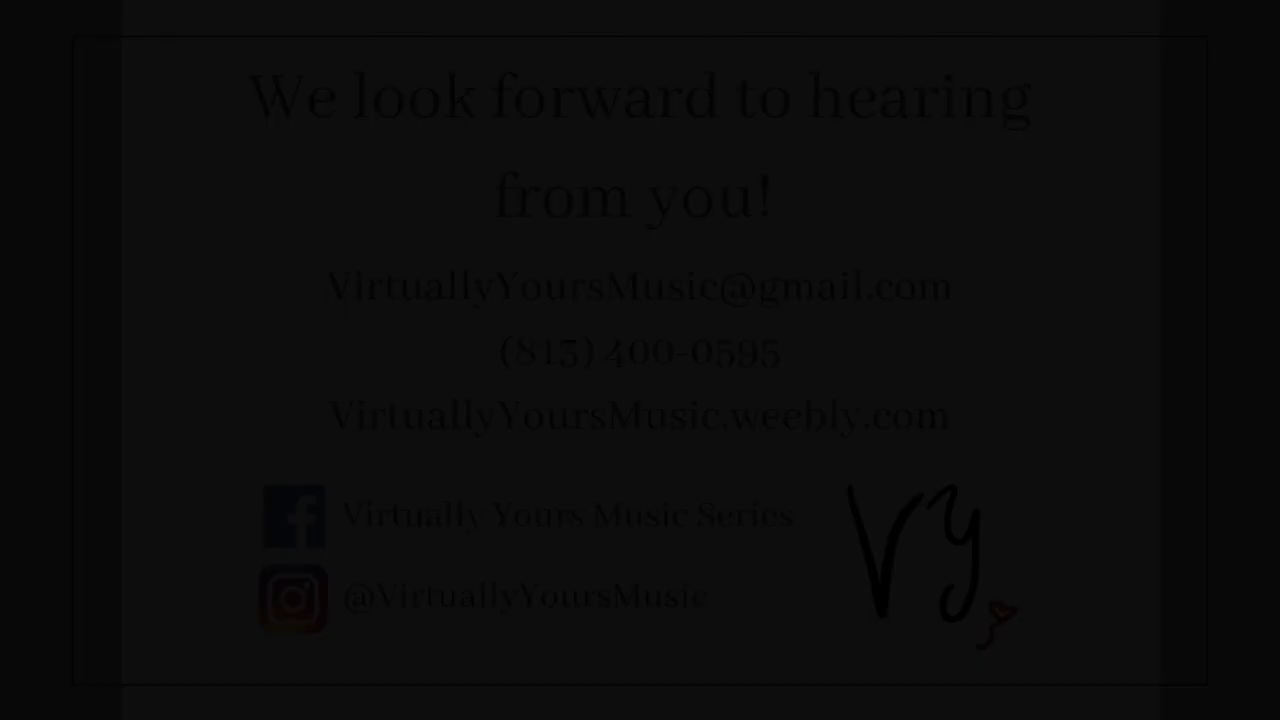 We look forward to hearing
from you!
VirtuallyYoursMusic@gmail.com
(813) 400-0595
VirtuallyYoursMusic.weebly.com
Virtually Yours Music Series
@VirtuallyYoursMusic
Vy